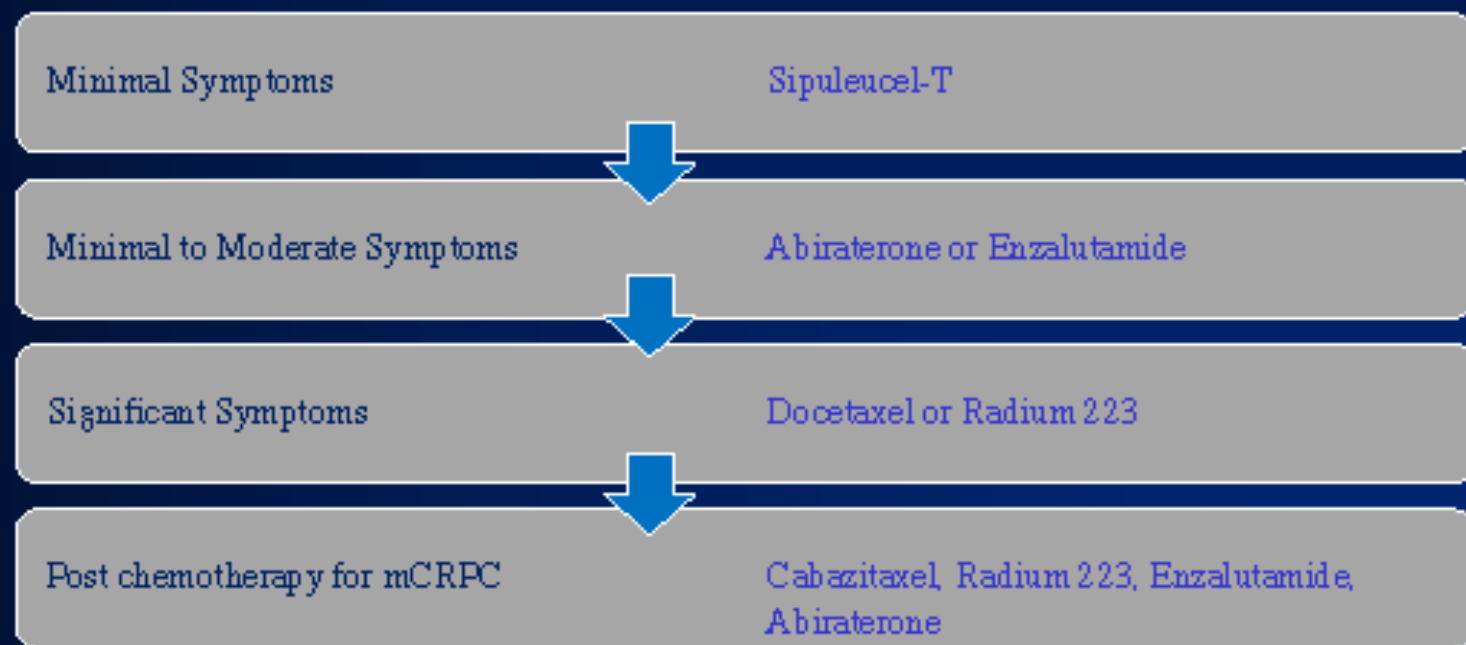 Minimal Symptoms
Sipuleucel-T
Minimal to Moderate Symptoms
Abiraterone or Enzalutamide
Significant Symptoms
Docetaxel or Radium 223
Post chemotherapy for mCRPC
Cabazitaxel, Radium 223, Enzalutamide,
Abiraterone